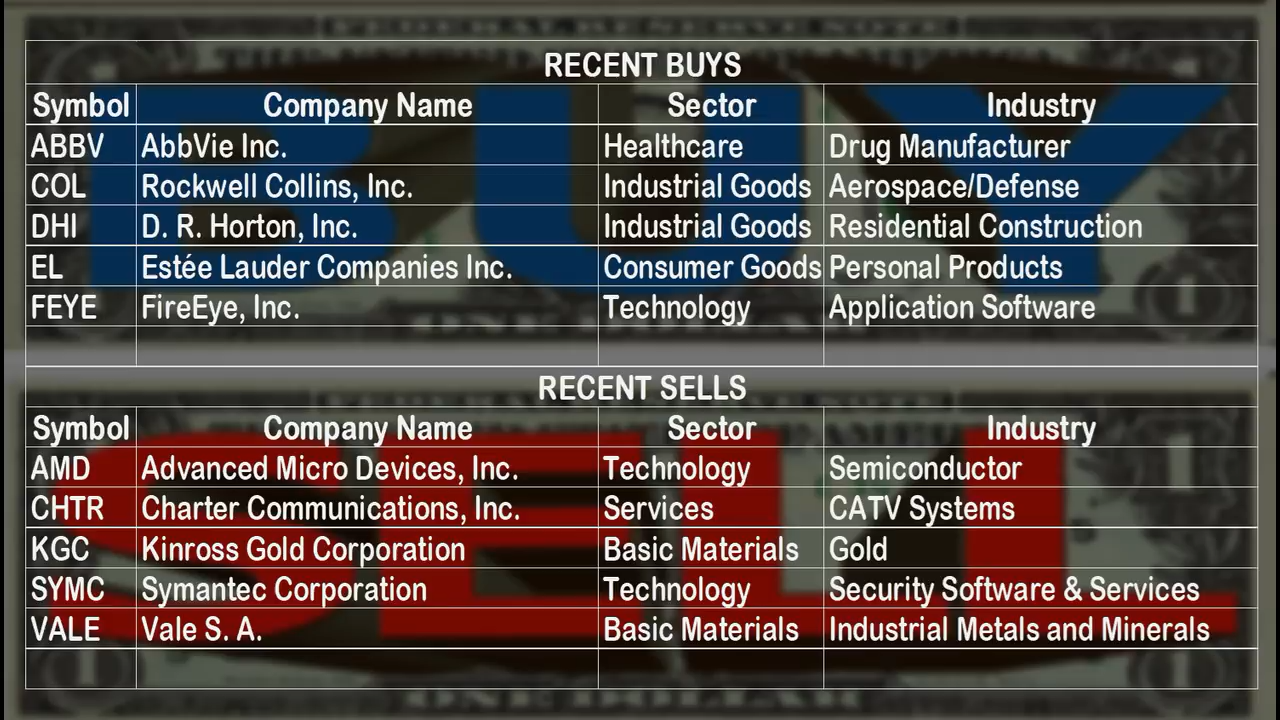 RECENT BUYS
Symbol Company Name Sector Industry
ABBV AbbVie Inc. Healthcare Drug Manufacturer
COL Rockwell Collins, Inc. Industrial Goods Aerospace/Defense
DHI D. R. Horton, Inc. Industrial Goods Residential Construction
EL Estée Lauder Companies Inc. Consumer Goods Personal Products
FEYE FireEye, Inc. Technology Application Software
BUY
RECENT SELLS
Symbol Company Name Sector Industry
AMD Advanced Micro Devices, Inc. Technology Semiconductor
CHTR Charter Communications, Inc. Services CATV Systems
KGC Kinross Gold Corporation Basic Materials Gold
SYMC Symantec Corporation Technology Security Software & Services
VALE Vale S. A. Basic Materials Industrial Metals and Minerals
SELL